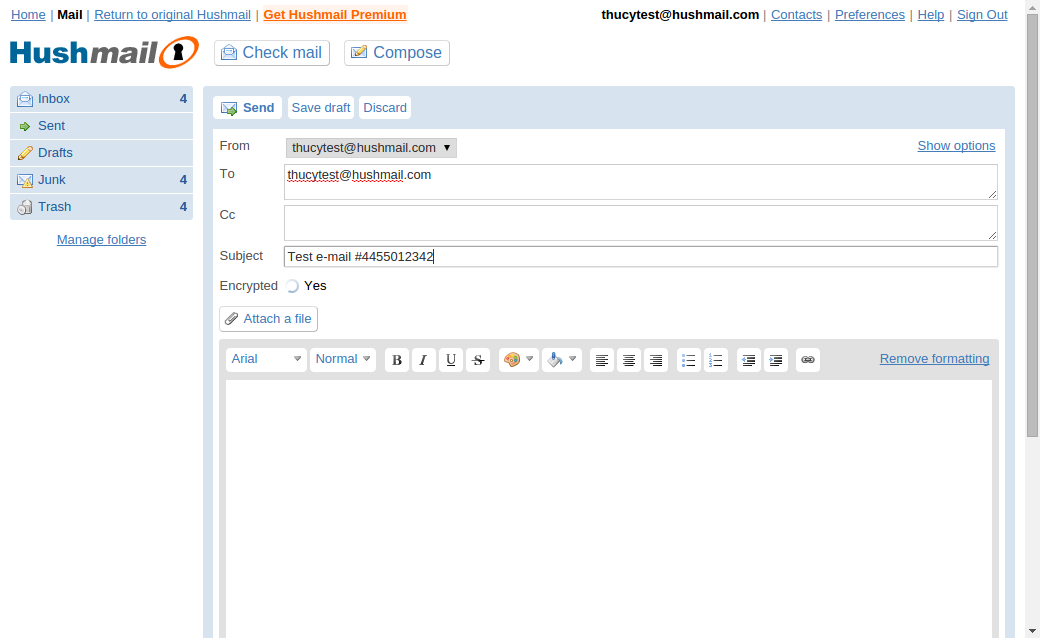 Home | Mail | Return to original Hushmail | Get Hushmail Premium
thucytest@hushmail.com | Contacts | Preferences | Help | Sign Out
Hushmail
Check mail
Compose
Inbox 4
Sent
Drafts
Junk 4
Trash 4
Manage folders
Send
Save draft
Discard
From thucytest@hushmail.com
Show options
To thucytest@hushmail.com
Cc
Subject Test e-mail #4455012342
Encrypted Yes
Attach a file
Arial Normal B I U S
Remove formatting